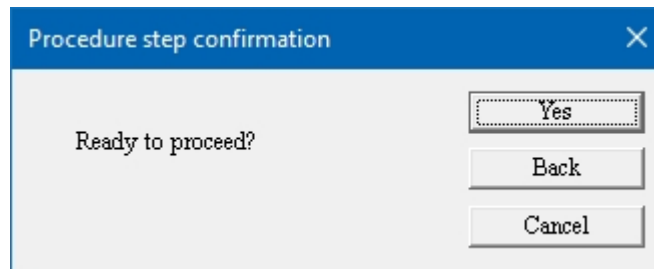 Procedure step confirmation
Ready to proceed?
Yes
Back
Cancel